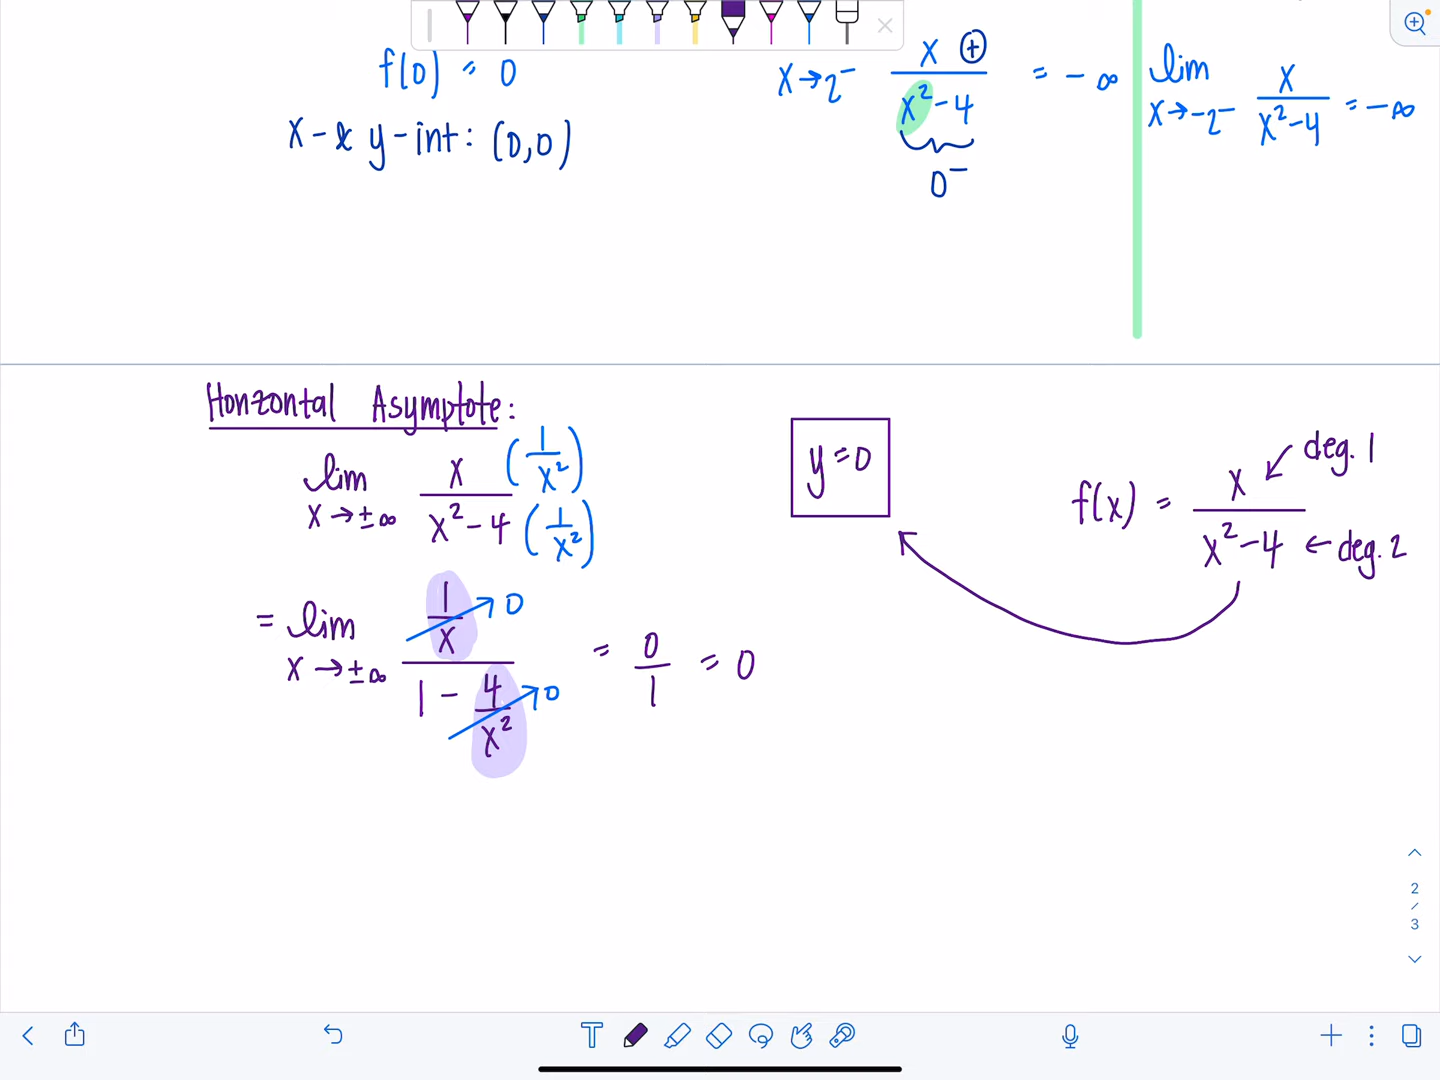 f(0) = 0
x - & y - int: (0,0)
x→2⁻ x ⊕ / x² - 4 = -∞
0⁻
lim x→-2⁻ x / x² - 4 = -∞
Horizontal Asymptote:
lim x→±∞ x (1/x²) / x² - 4 (1/x²)
= lim x→±∞ 1/x →0 / 1 - 4/x² →0 = 0/1 = 0
y = 0
f(x) = x / x² - 4
deg. 1
deg. 2
2
/
3
T